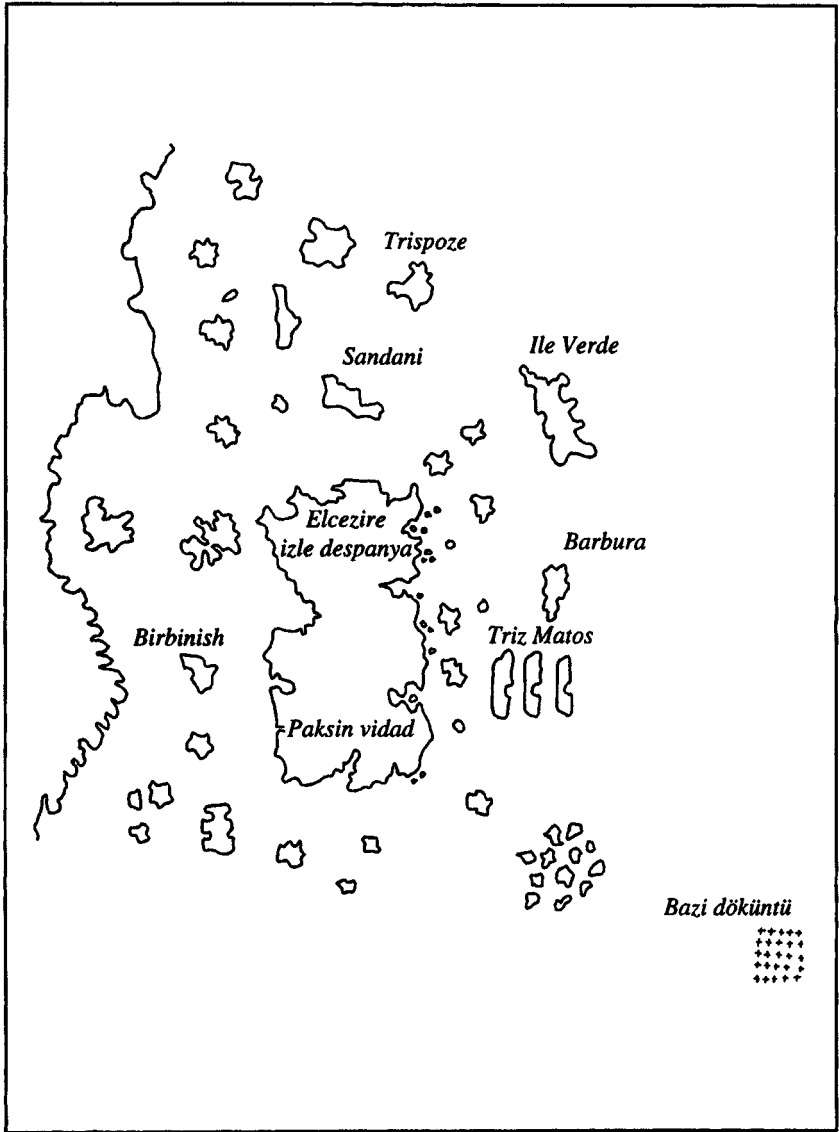 Trispoze
Ile Verde
Sandani
Elcezire
izle despanya
Barbura
Birbinish
Triz Matos
Paksin vidad
Bazi döküntü